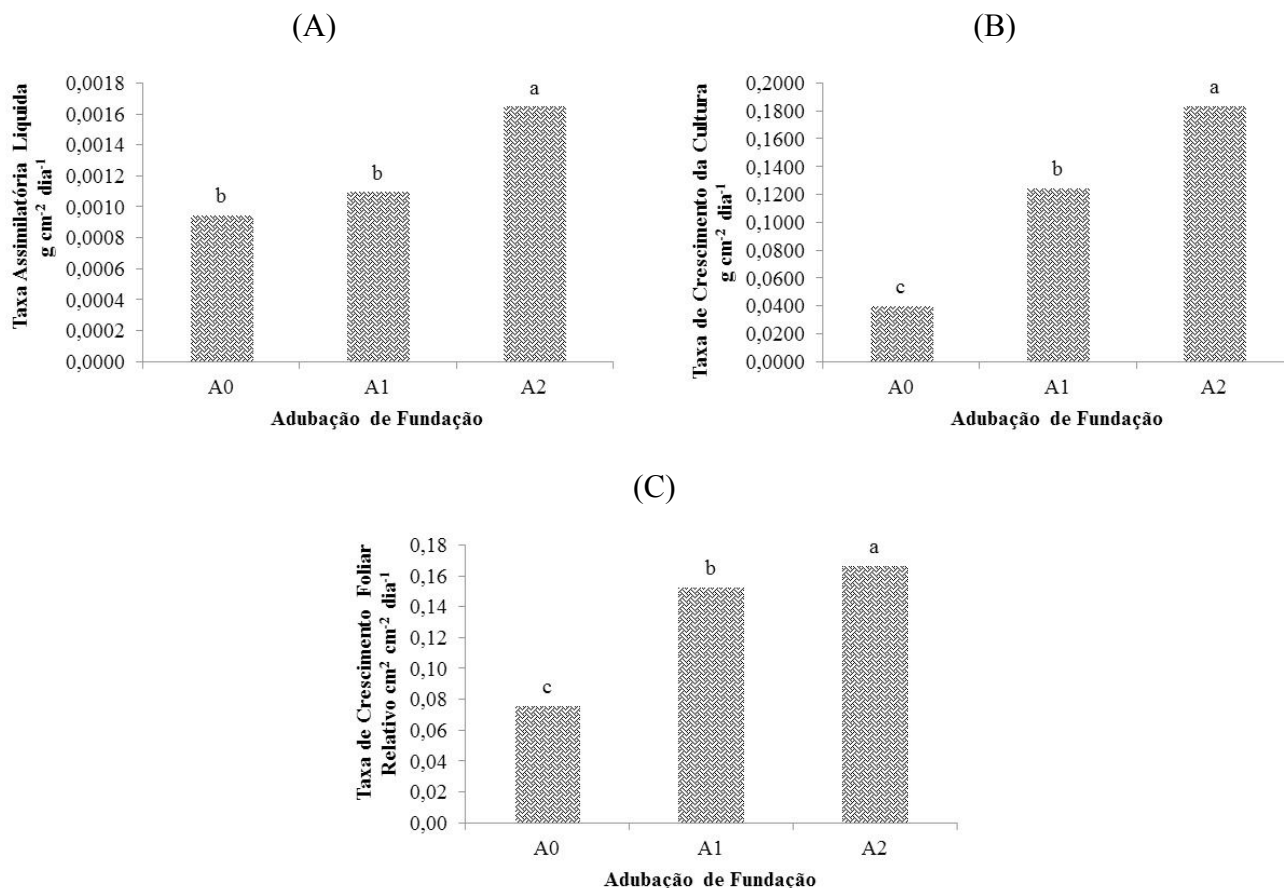 (A)
Taxa Assimilatória Liquida
g cm⁻² dia⁻¹
0,0018
0,0016
0,0014
0,0012
0,0010
0,0008
0,0006
0,0004
0,0002
0,0000
b
b
a
A0 A1 A2
Adubação de Fundação
(B)
Taxa de Crescimento da Cultura
g cm⁻² dia⁻¹
0,2000
0,1800
0,1600
0,1400
0,1200
0,1000
0,0800
0,0600
0,0400
0,0200
0,0000
c
b
a
A0 A1 A2
Adubação de Fundação
(C)
Taxa de Crescimento Foliar
Relativo cm² cm⁻² dia⁻¹
0,18
0,16
0,14
0,12
0,10
0,08
0,06
0,04
0,02
0,00
c
b
a
A0 A1 A2
Adubação de Fundação